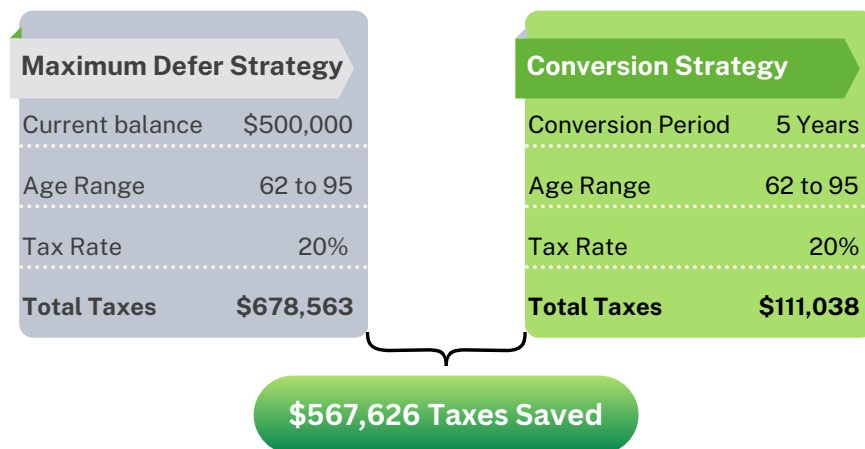 Maximum Defer Strategy
Current balance $500,000
Age Range 62 to 95
Tax Rate 20%
Total Taxes $678,563
Conversion Strategy
Conversion Period 5 Years
Age Range 62 to 95
Tax Rate 20%
Total Taxes $111,038
$567,626 Taxes Saved